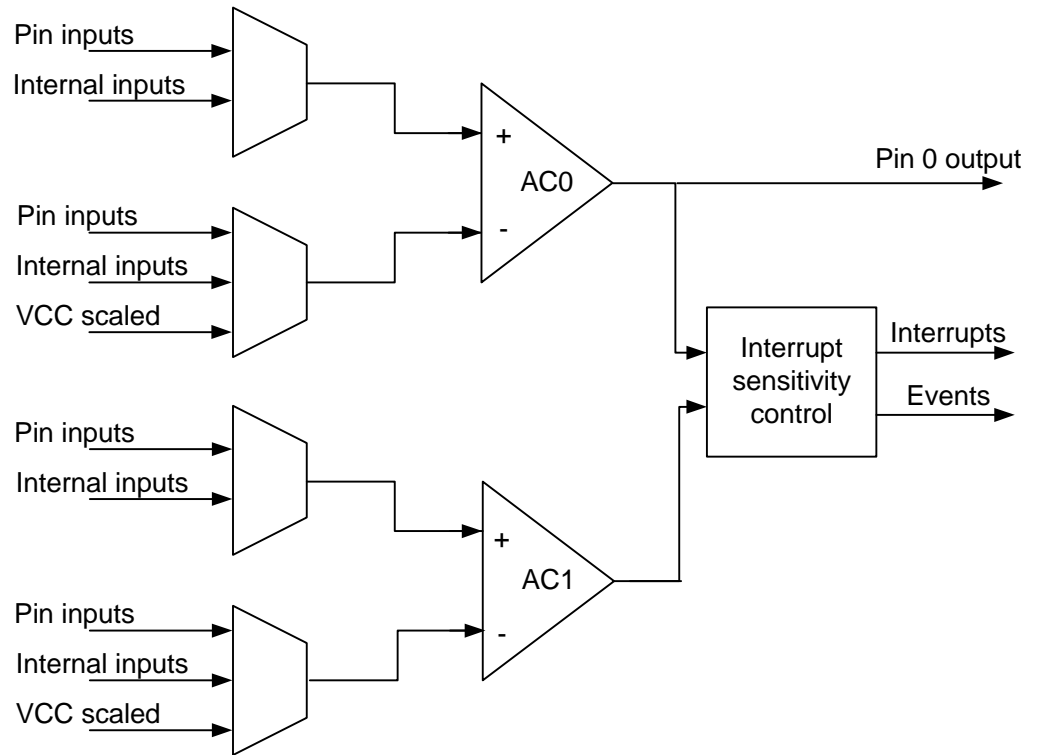 Pin inputs
Internal inputs
+
AC0
-
Pin 0 output
Pin inputs
Internal inputs
VCC scaled
Interrupt
sensitivity
control
Interrupts
Events
Pin inputs
Internal inputs
+
AC1
-
Pin inputs
Internal inputs
VCC scaled